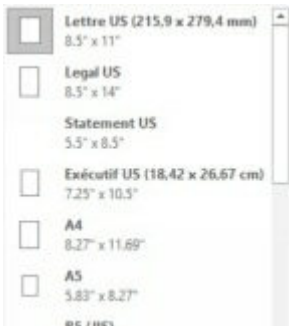 Lettre US (215,9 x 279,4 mm)
8.5" x 11"
Legal US
8.5" x 14"
Statement US
5.5" x 8.5"
Exécutif US (18,42 x 26,67 cm)
7.25" x 10.5"
A4
8.27" x 11.69"
A5
5.83" x 8.27"
B5 (JIS)